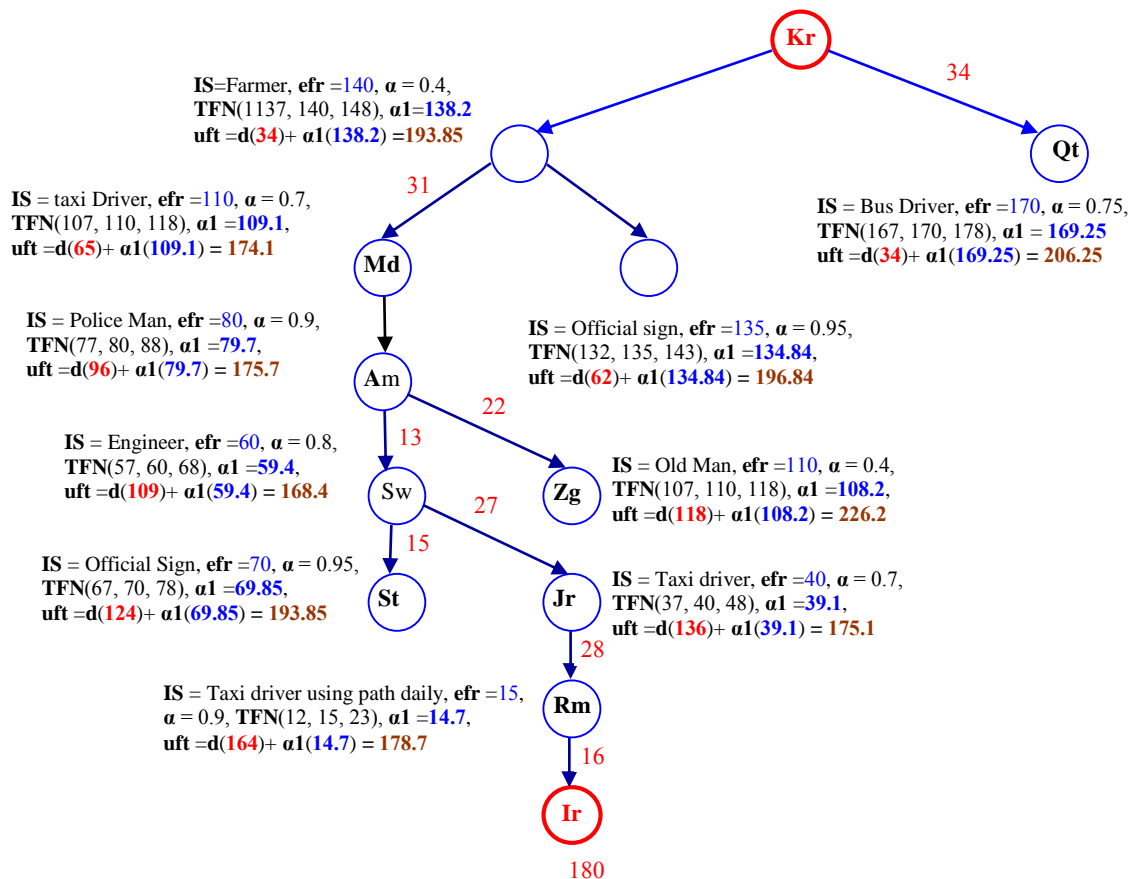 Kr
34
IS=Farmer, efr =140, α = 0.4,
TFN(1137, 140, 148), α1=138.2
uft =d(34)+ α1(138.2) =193.85
Qt
31
IS = taxi Driver, efr =110, α = 0.7,
TFN(107, 110, 118), α1 =109.1,
uft =d(65)+ α1(109.1) = 174.1
IS = Bus Driver, efr =170, α = 0.75,
TFN(167, 170, 178), α1 = 169.25
uft =d(34)+ α1(169.25) = 206.25
Md
IS = Police Man, efr =80, α = 0.9,
TFN(77, 80, 88), α1 =79.7,
uft =d(96)+ α1(79.7) = 175.7
IS = Official sign, efr =135, α = 0.95,
TFN(132, 135, 143), α1 =134.84,
uft =d(62)+ α1(134.84) = 196.84
Am
22
13
IS = Engineer, efr =60, α = 0.8,
TFN(57, 60, 68), α1 =59.4,
uft =d(109)+ α1(59.4) = 168.4
Sw
Zg
IS = Old Man, efr =110, α = 0.4,
TFN(107, 110, 118), α1 =108.2,
uft =d(118)+ α1(108.2) = 226.2
27
15
IS = Official Sign, efr =70, α = 0.95,
TFN(67, 70, 78), α1 =69.85,
uft =d(124)+ α1(69.85) = 193.85
St
Jr
IS = Taxi driver, efr =40, α = 0.7,
TFN(37, 40, 48), α1 =39.1,
uft =d(136)+ α1(39.1) = 175.1
28
IS = Taxi driver using path daily, efr =15,
α = 0.9, TFN(12, 15, 23), α1 =14.7,
uft =d(164)+ α1(14.7) = 178.7
Rm
16
Ir
180